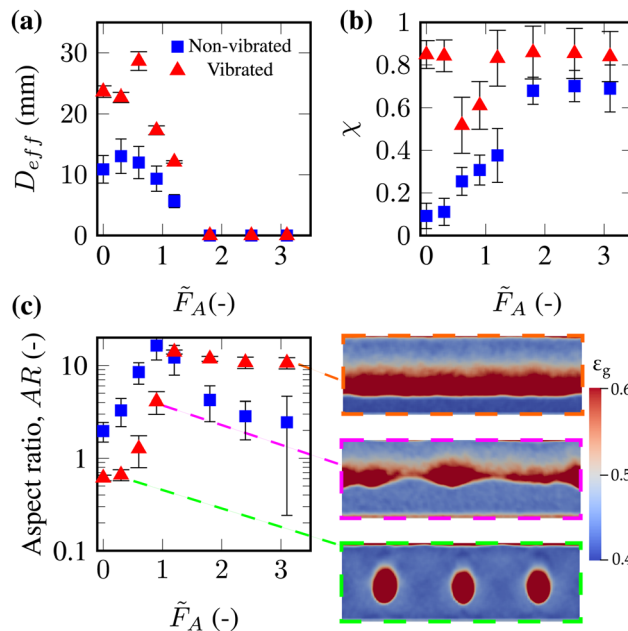 (a)
D_eff (mm)
30
20
10
0
0 1 2 3
F̃_A(-)
Non-vibrated
Vibrated
(b)
χ
1
0.8
0.6
0.4
0.2
0
0 1 2 3
F̃_A(-)
(c)
Aspect ratio, AR (-)
10
1
0.1
0 1 2 3
F̃_A (-)
ε_g
0.6
0.5
0.4